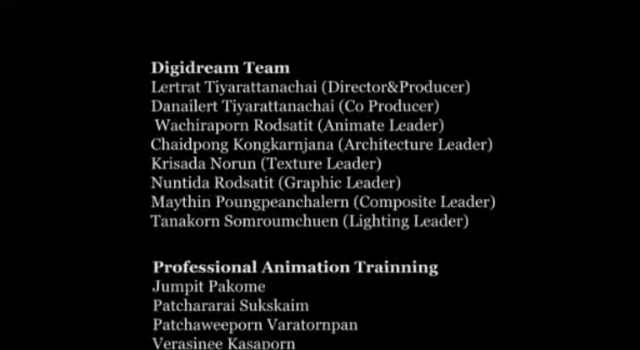 Digidream Team
Lertrat Tiyarattanachai (Director&Producer)
Danailert Tiyarattanachai (Co Producer)
Wachiraporn Rodsatit (Animate Leader)
Chaidpong Kongkarnjana (Architecture Leader)
Krisada Norun (Texture Leader)
Nuntida Rodsatit (Graphic Leader)
Maythin Poungpeanchalern (Composite Leader)
Tanakorn Somroumchuen (Lighting Leader)
Professional Animation Trainning
Jumpit Pakome
Patchararai Sukskaim
Patchaweeporn Varatornpan
Verasinee Kasaporn